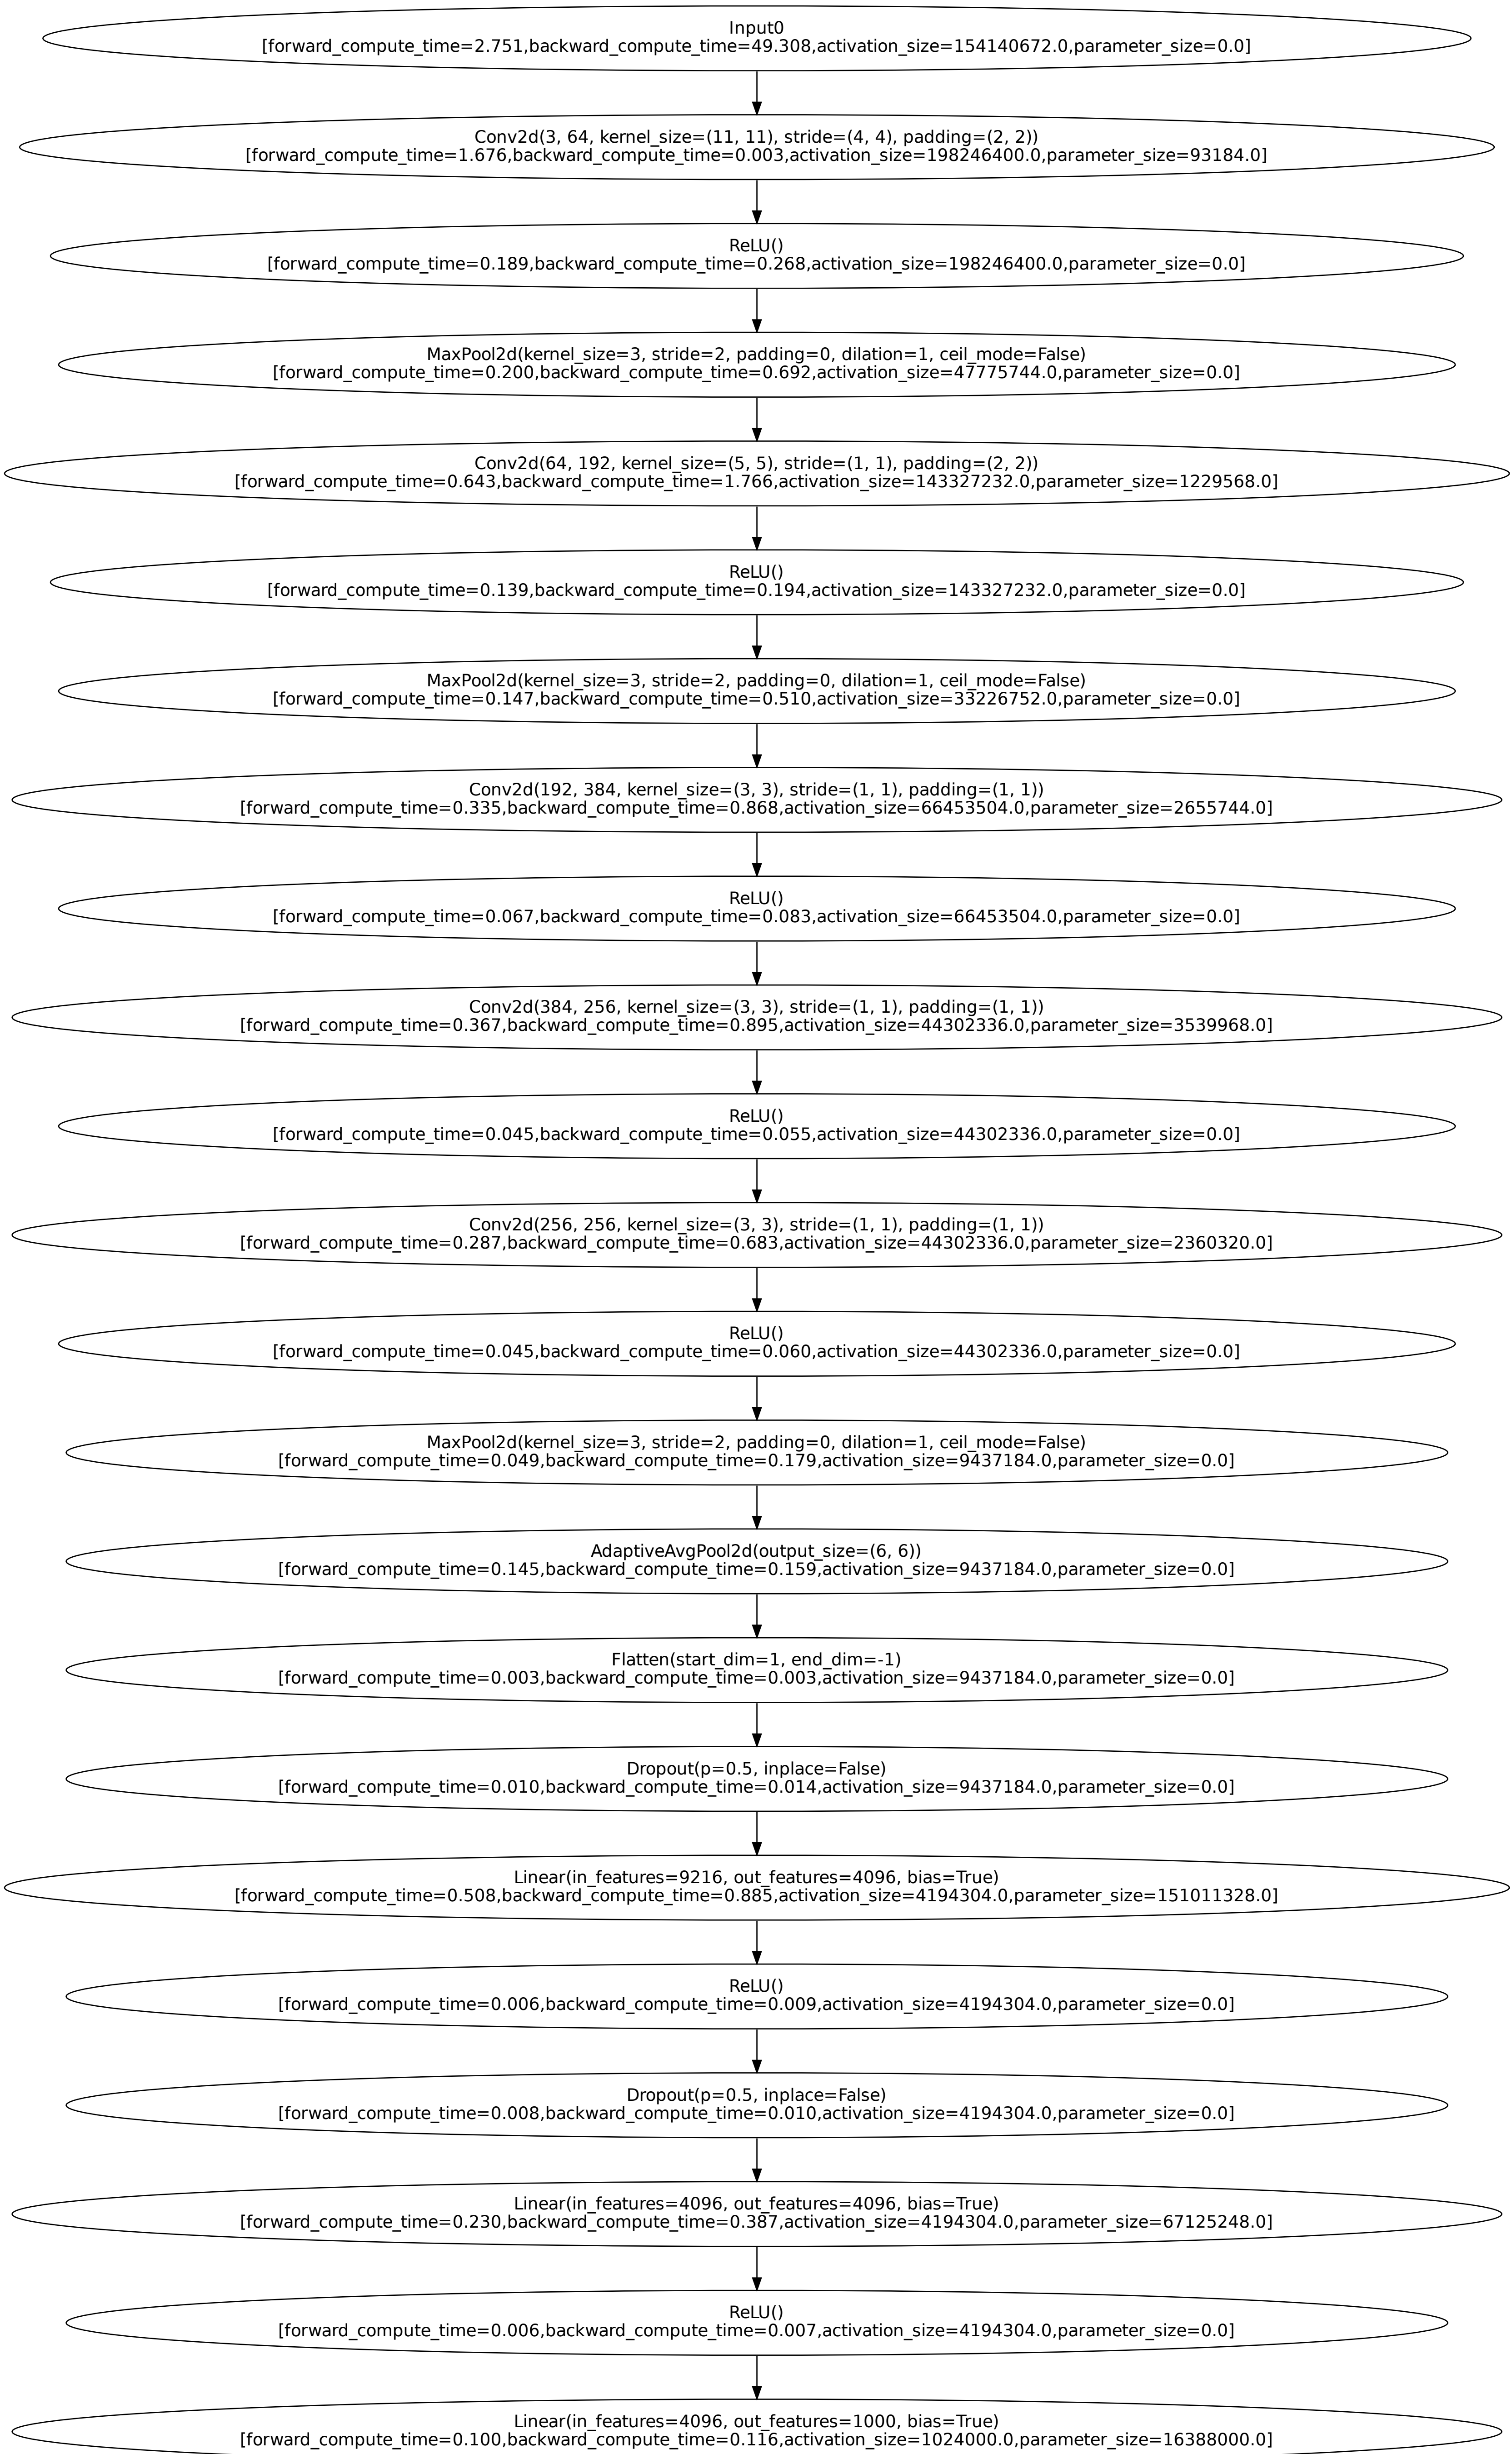 Input0
[forward_compute_time=2.751,backward_compute_time=49.308,activation_size=154140672.0,parameter_size=0.0]
Conv2d(3, 64, kernel_size=(11, 11), stride=(4, 4), padding=(2, 2))
[forward_compute_time=1.676,backward_compute_time=0.003,activation_size=198246400.0,parameter_size=93184.0]
ReLU()
[forward_compute_time=0.189,backward_compute_time=0.268,activation_size=198246400.0,parameter_size=0.0]
MaxPool2d(kernel_size=3, stride=2, padding=0, dilation=1, ceil_mode=False)
[forward_compute_time=0.200,backward_compute_time=0.692,activation_size=47775744.0,parameter_size=0.0]
Conv2d(64, 192, kernel_size=(5, 5), stride=(1, 1), padding=(2, 2))
[forward_compute_time=0.643,backward_compute_time=1.766,activation_size=143327232.0,parameter_size=1229568.0]
ReLU()
[forward_compute_time=0.139,backward_compute_time=0.194,activation_size=143327232.0,parameter_size=0.0]
MaxPool2d(kernel_size=3, stride=2, padding=0, dilation=1, ceil_mode=False)
[forward_compute_time=0.147,backward_compute_time=0.510,activation_size=33226752.0,parameter_size=0.0]
Conv2d(192, 384, kernel_size=(3, 3), stride=(1, 1), padding=(1, 1))
[forward_compute_time=0.335,backward_compute_time=0.868,activation_size=66453504.0,parameter_size=2655744.0]
ReLU()
[forward_compute_time=0.067,backward_compute_time=0.083,activation_size=66453504.0,parameter_size=0.0]
Conv2d(384, 256, kernel_size=(3, 3), stride=(1, 1), padding=(1, 1))
[forward_compute_time=0.367,backward_compute_time=0.895,activation_size=44302336.0,parameter_size=3539968.0]
ReLU()
[forward_compute_time=0.045,backward_compute_time=0.055,activation_size=44302336.0,parameter_size=0.0]
Conv2d(256, 256, kernel_size=(3, 3), stride=(1, 1), padding=(1, 1))
[forward_compute_time=0.287,backward_compute_time=0.683,activation_size=44302336.0,parameter_size=2360320.0]
ReLU()
[forward_compute_time=0.045,backward_compute_time=0.060,activation_size=44302336.0,parameter_size=0.0]
MaxPool2d(kernel_size=3, stride=2, padding=0, dilation=1, ceil_mode=False)
[forward_compute_time=0.049,backward_compute_time=0.179,activation_size=9437184.0,parameter_size=0.0]
AdaptiveAvgPool2d(output_size=(6, 6))
[forward_compute_time=0.145,backward_compute_time=0.159,activation_size=9437184.0,parameter_size=0.0]
Flatten(start_dim=1, end_dim=-1)
[forward_compute_time=0.003,backward_compute_time=0.003,activation_size=9437184.0,parameter_size=0.0]
Dropout(p=0.5, inplace=False)
[forward_compute_time=0.010,backward_compute_time=0.014,activation_size=9437184.0,parameter_size=0.0]
Linear(in_features=9216, out_features=4096, bias=True)
[forward_compute_time=0.508,backward_compute_time=0.885,activation_size=4194304.0,parameter_size=151011328.0]
ReLU()
[forward_compute_time=0.006,backward_compute_time=0.009,activation_size=4194304.0,parameter_size=0.0]
Dropout(p=0.5, inplace=False)
[forward_compute_time=0.008,backward_compute_time=0.010,activation_size=4194304.0,parameter_size=0.0]
Linear(in_features=4096, out_features=4096, bias=True)
[forward_compute_time=0.230,backward_compute_time=0.387,activation_size=4194304.0,parameter_size=67125248.0]
ReLU()
[forward_compute_time=0.006,backward_compute_time=0.007,activation_size=4194304.0,parameter_size=0.0]
Linear(in_features=4096, out_features=1000, bias=True)
[forward_compute_time=0.100,backward_compute_time=0.116,activation_size=1024000.0,parameter_size=16388000.0]